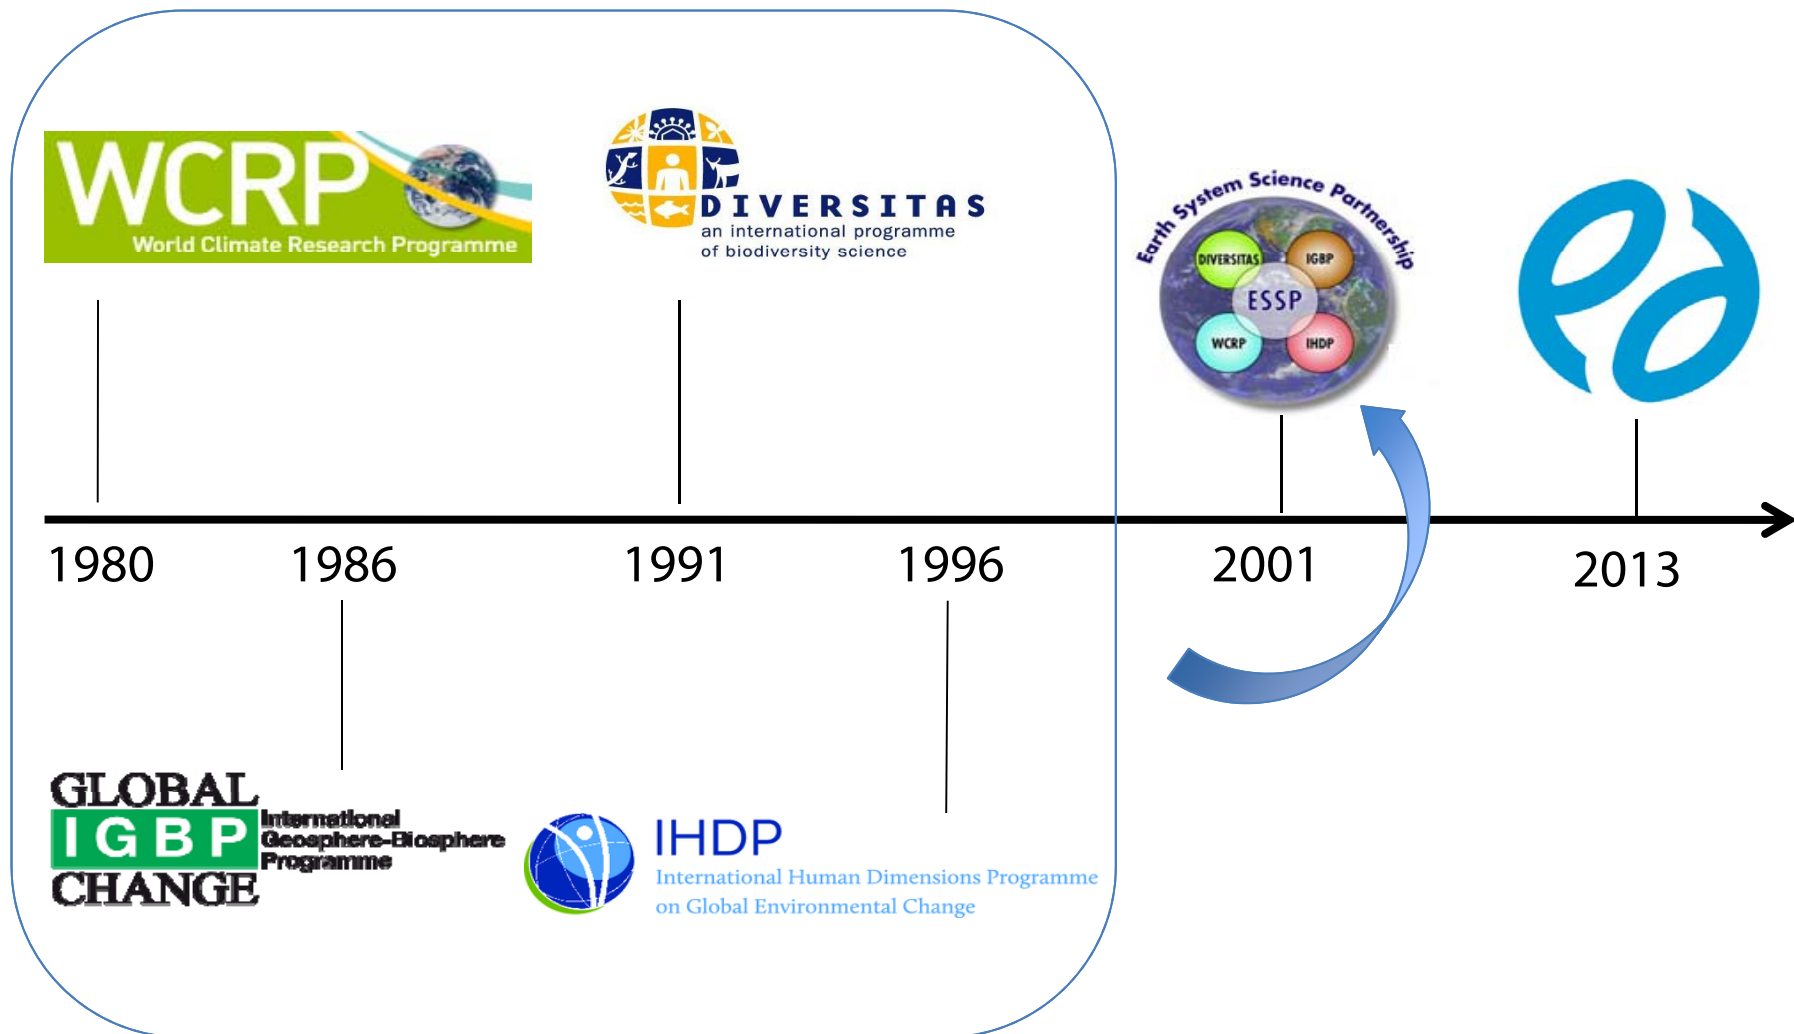 WCRP
World Climate Research Programme
DIVERSITAS
an international programme
of biodiversity science
Earth System Science Partnership
DIVERSITAS
IGBP
ESSP
WCRP
IHDP
1980
1986
1991
1996
2001
2013
GLOBAL
IGBP
CHANGE
International
Geosphere-Biosphere
Programme
IHDP
International Human Dimensions Programme
on Global Environmental Change